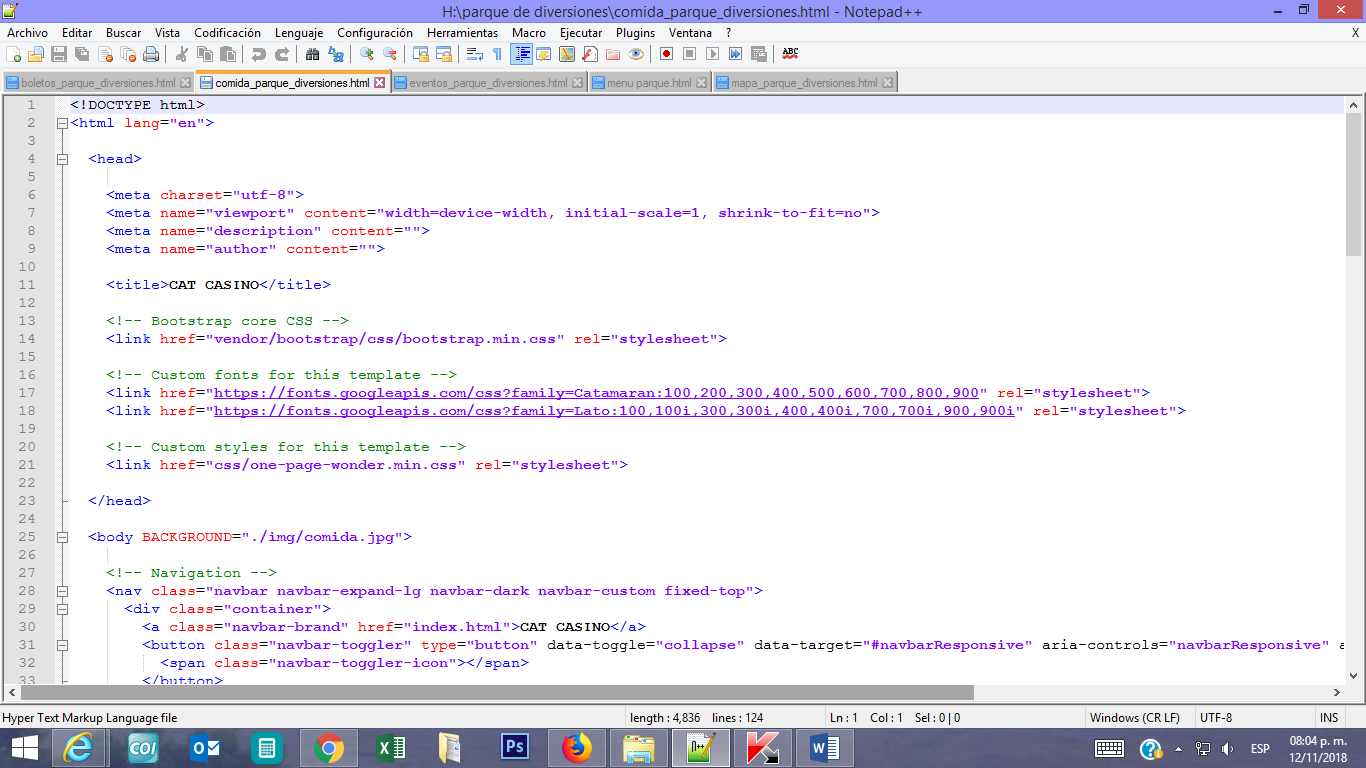 H:\parque de diversiones\comida_parque_diversiones.html - Notepad++
Archivo Editar Buscar Vista Codificación Lenguaje Configuración Herramientas Macro Ejecutar Plugins Ventana ? X
boletos_parque_diversiones.html comida_parque_diversiones.html eventos_parque_diversiones.html menu parque.html mapa_parque_diversiones.html
1 <!DOCTYPE html>
2 <html lang="en">
3
4 <head>
5
6 <meta charset="utf-8">
7 <meta name="viewport" content="width=device-width, initial-scale=1, shrink-to-fit=no">
8 <meta name="description" content="">
9 <meta name="author" content="">
10
11 <title>CAT CASINO</title>
12
13 <!-- Bootstrap core CSS -->
14 <link href="vendor/bootstrap/css/bootstrap.min.css" rel="stylesheet">
15
16 <!-- Custom fonts for this template -->
17 <link href="https://fonts.googleapis.com/css?family=Catamaran:100,200,300,400,500,600,700,800,900" rel="stylesheet">
18 <link href="https://fonts.googleapis.com/css?family=Lato:100,100i,300,300i,400,400i,700,700i,900,900i" rel="stylesheet">
19
20 <!-- Custom styles for this template -->
21 <link href="css/one-page-wonder.min.css" rel="stylesheet">
22
23 </head>
24
25 <body BACKGROUND="./img/comida.jpg">
26
27 <!-- Navigation -->
28 <nav class="navbar navbar-expand-lg navbar-dark navbar-custom fixed-top">
29 <div class="container">
30 <a class="navbar-brand" href="index.html">CAT CASINO</a>
31 <button class="navbar-toggler" type="button" data-toggle="collapse" data-target="#navbarResponsive" aria-controls="navbarResponsive" a
32 <span class="navbar-toggler-icon"></span>
33 </button>
Hyper Text Markup Language file length : 4,836 lines : 124 Ln : 1 Col : 1 Sel : 0 | 0 Windows (CR LF) UTF-8 INS
ESP 08:04 p. m.
12/11/2018